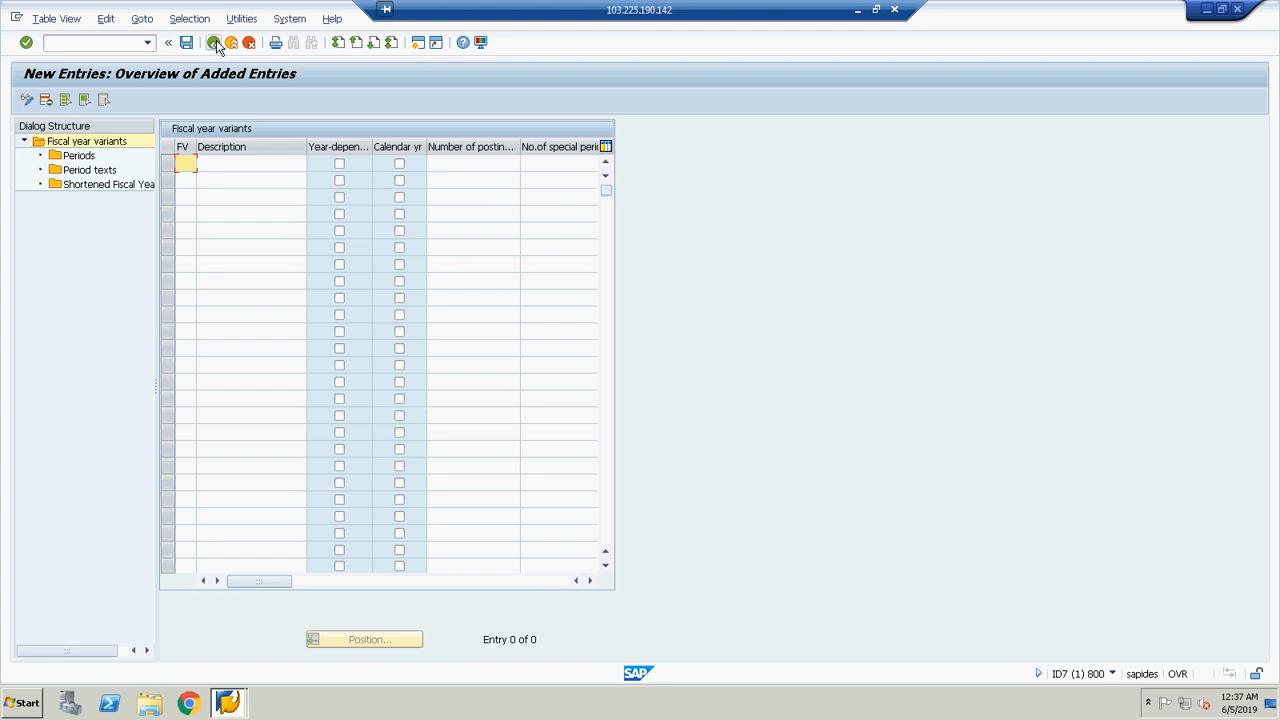 103.225.190.142
Table View Edit Goto Selection Utilities System Help
New Entries: Overview of Added Entries
Dialog Structure
Fiscal year variants
Periods
Period texts
Shortened Fiscal Yea
Fiscal year variants
FV Description Year-depen... Calendar yr Number of postin... No.of special peri
Position... Entry 0 of 0
SAP
ID7 (1) 800 sapides OVR
Start
12:37 AM
6/5/2019